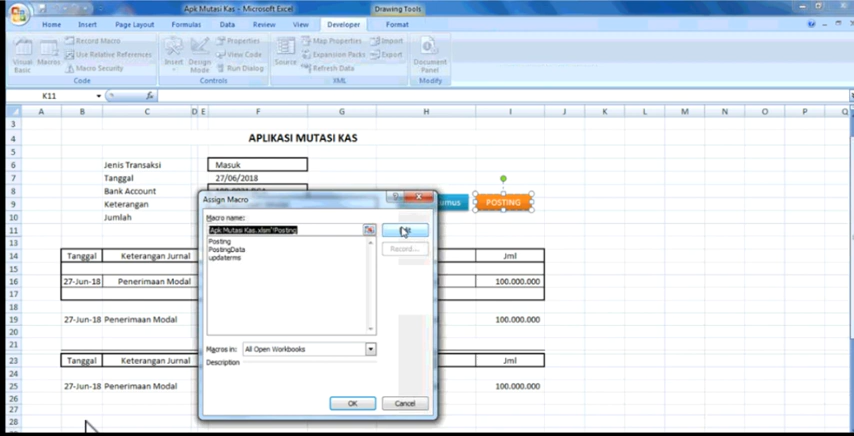 Apk Mutasi Kas - Microsoft Excel Drawing Tools
Home Insert Page Layout Formulas Data Review View Developer Format
Visual Basic Macros Record Macro Use Relative References Macro Security
Insert Design Mode Properties View Code Run Dialog
Source Map Properties Expansion Packs Refresh Data Import Export
Document Panel
Code Controls XML Modify
K11 fx
A B C D E F G H I J K L M N O P Q
3
4 APLIKASI MUTASI KAS
5
6 Jenis Transaksi Masuk
7 Tanggal 27/06/2018
8 Bank Account
9 Keterangan POSTING
10 Jumlah
11
13
14 Tanggal Keterangan Jurnal Jml
15
16 27-Jun-18 Penerimaan Modal 100.000.000
17
18
19 27-Jun-18 Penerimaan Modal 100.000.000
20
21
23 Tanggal Keterangan Jurnal Jml
24
25 27-Jun-18 Penerimaan Modal 100.000.000
26
27
28
Assign Macro
Macro name:
'Apk Mutasi Kas.xlsm'!Posting
Posting
PostingData
updaterms
Record...
Macros in: All Open Workbooks
Description
OK Cancel